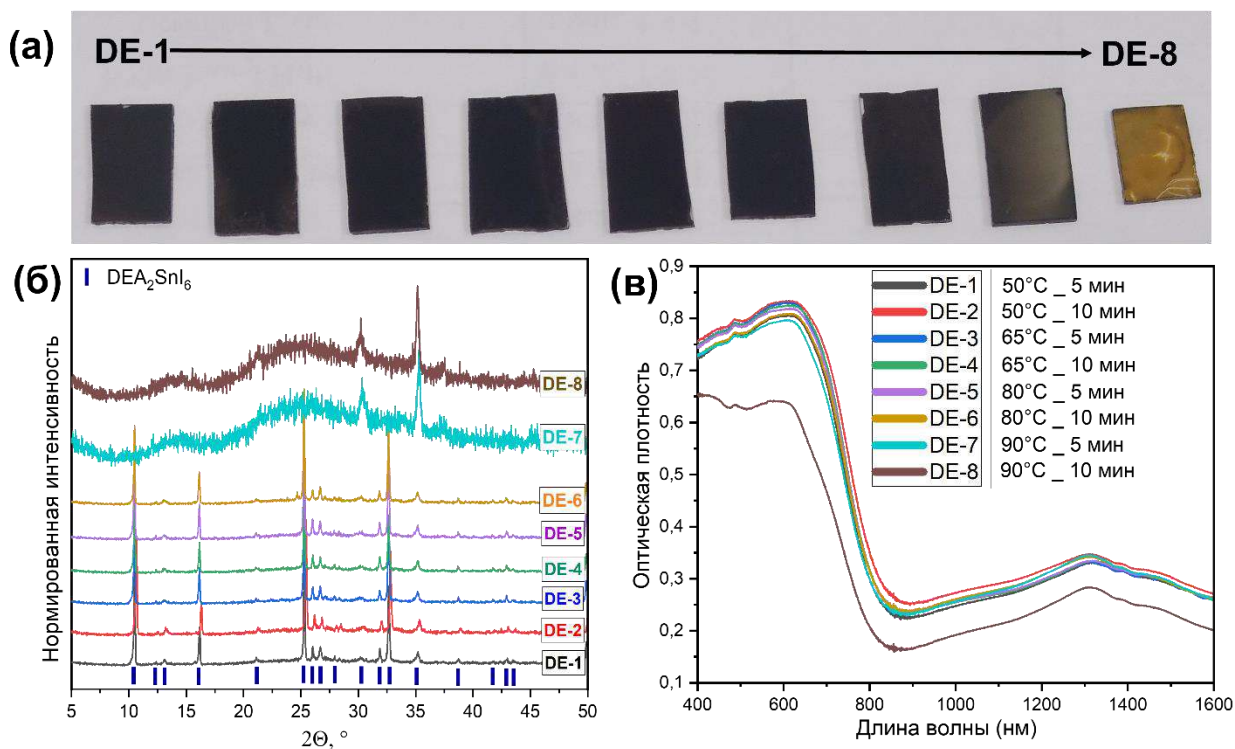 (а)
DE-1
DE-8
(б)
DEA₂SnI₆
Нормированная интенсивность
DE-8
DE-7
DE-6
DE-5
DE-4
DE-3
DE-2
DE-1
5 10 15 20 25 30 35 40 45 50
2Θ, °
(в)
0,9
0,8
0,7
0,6
0,5
0,4
0,3
0,2
0,1
Оптическая плотность
DE-1 50°C _ 5 мин
DE-2 50°C _ 10 мин
DE-3 65°C _ 5 мин
DE-4 65°C _ 10 мин
DE-5 80°C _ 5 мин
DE-6 80°C _ 10 мин
DE-7 90°C _ 5 мин
DE-8 90°C _ 10 мин
400 600 800 1000 1200 1400 1600
Длина волны (нм)